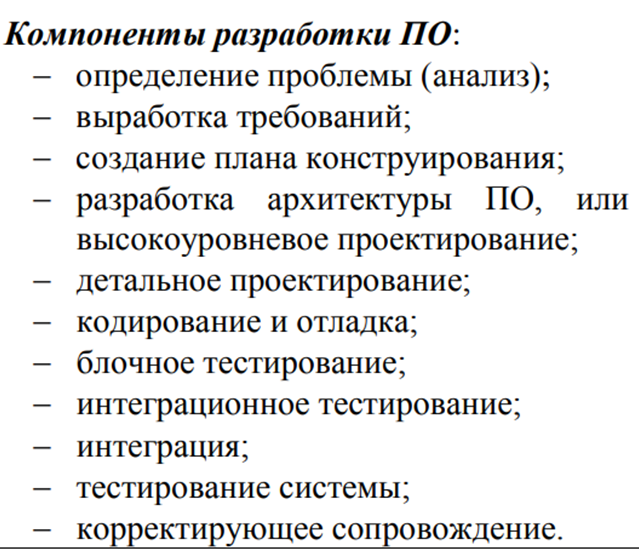 Компоненты разработки ПО:
– определение проблемы (анализ);
– выработка требований;
– создание плана конструирования;
– разработка архитектуры ПО, или
высокоуровневое проектирование;
– детальное проектирование;
– кодирование и отладка;
– блочное тестирование;
– интеграционное тестирование;
– интеграция;
– тестирование системы;
– корректирующее сопровождение.